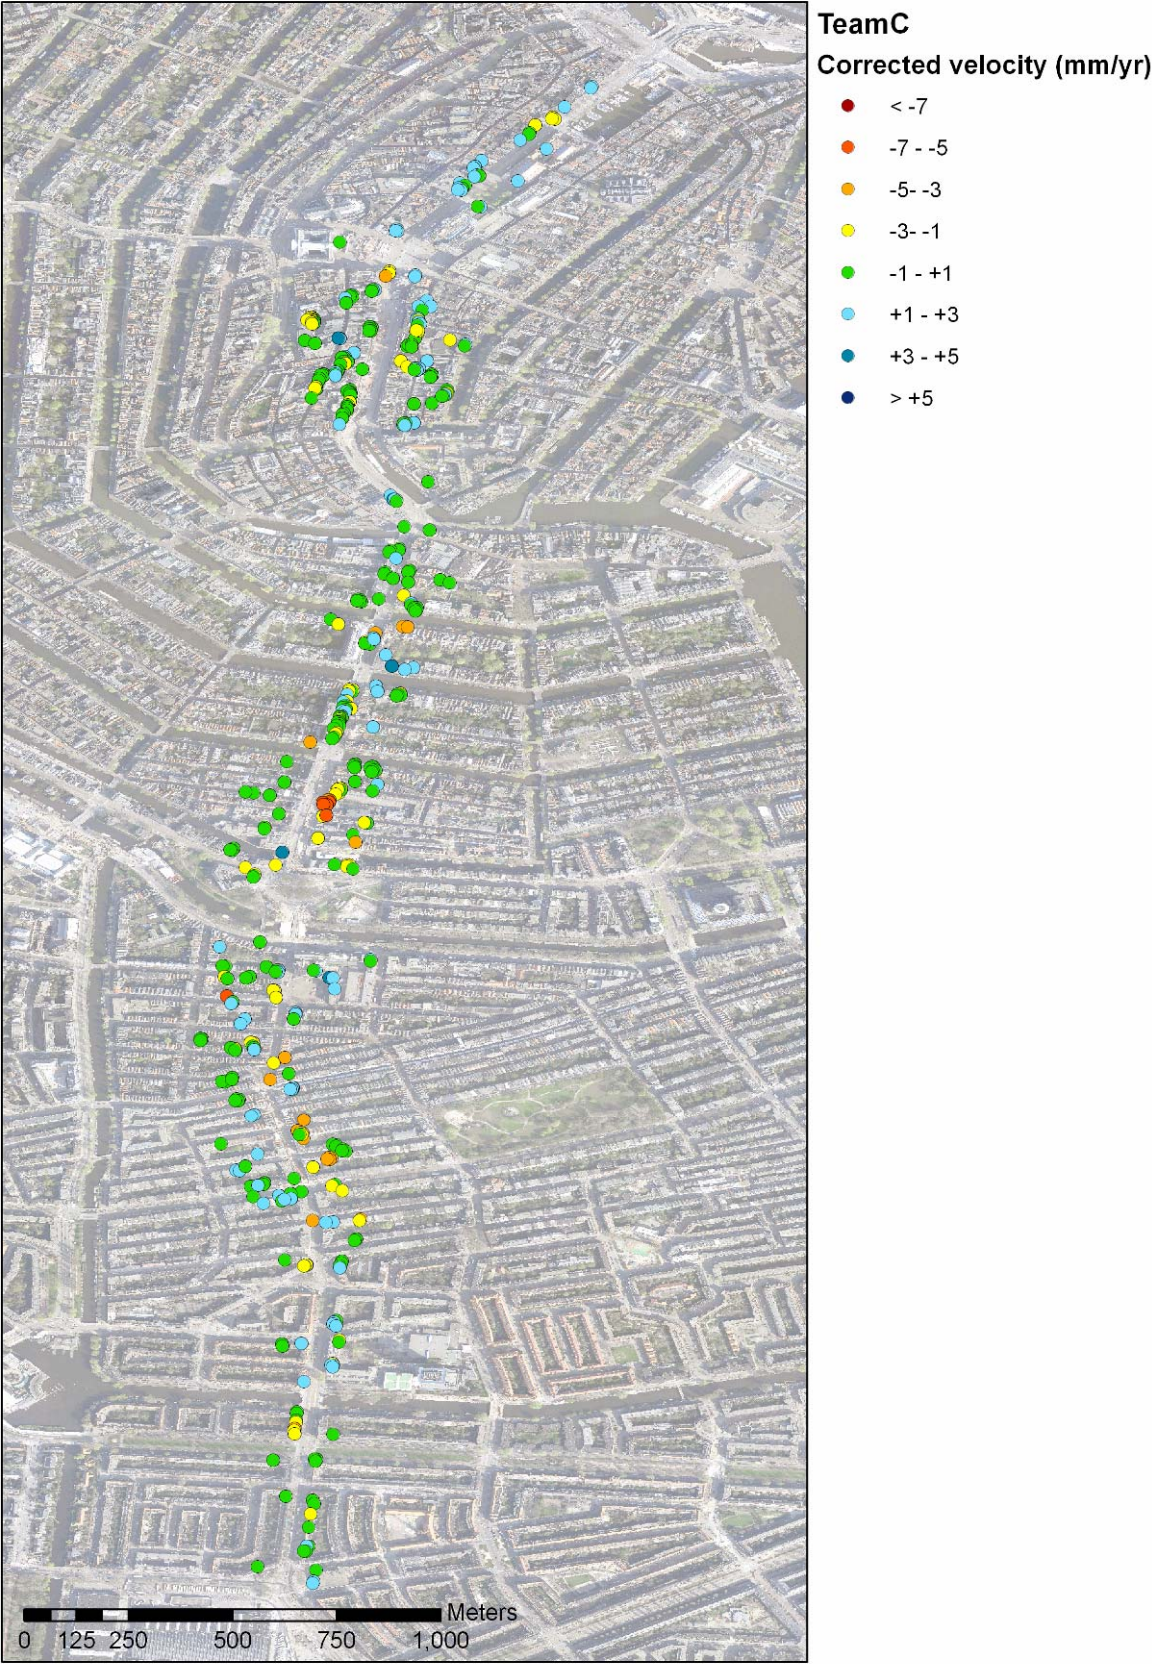 TeamC
Corrected velocity (mm/yr)
< -7
-7 - -5
-5- -3
-3- -1
-1 - +1
+1 - +3
+3 - +5
> +5
Meters
0 125 250 500 750 1,000